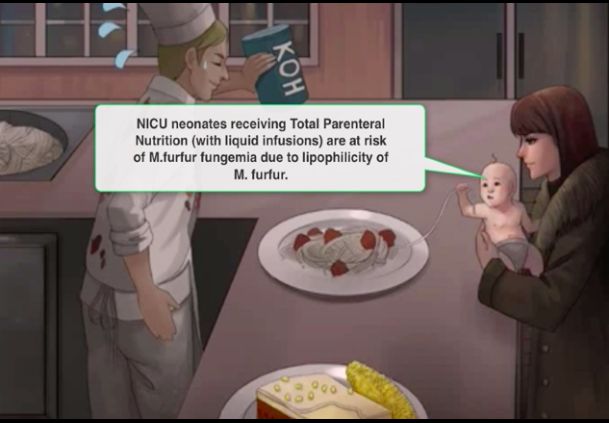 KOH
NICU neonates receiving Total Parenteral
Nutrition (with liquid infusions) are at risk
of M.furfur fungemia due to lipophilicity of
M. furfur.